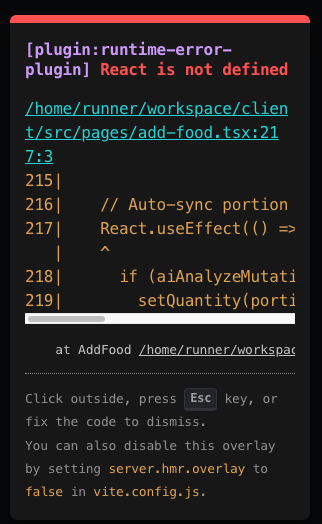 [plugin:runtime-error-
plugin] React is not defined
/home/runner/workspace/clien
t/src/pages/add-food.tsx:21
7:3
215|
216|    // Auto-sync portion
217|    React.useEffect(() =>
   |    ^
218|      if (aiAnalyzeMutati
219|        setQuantity(porti
at AddFood /home/runner/workspac
Click outside, press Esc key, or
fix the code to dismiss.
You can also disable this overlay
by setting server.hmr.overlay to
false in vite.config.js.